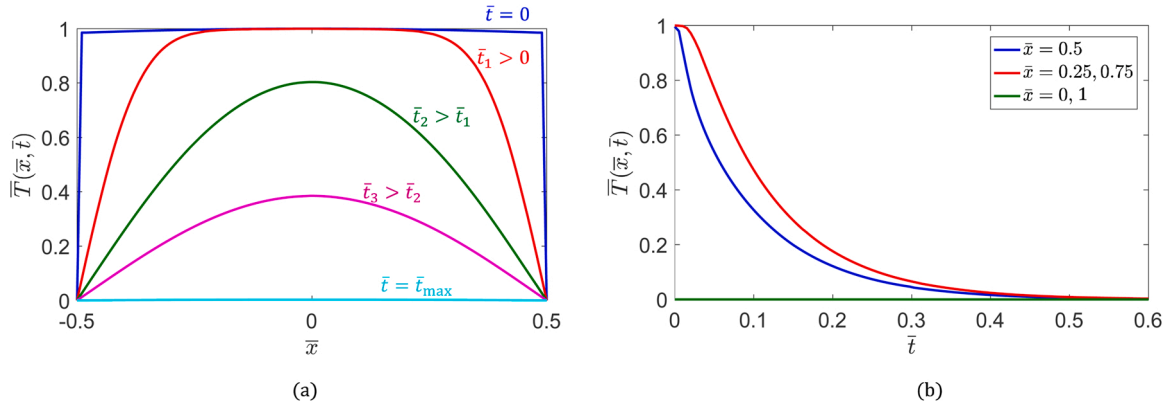 t̄ = 0
t̄₁ > 0
t̄₂ > t̄₁
t̄₃ > t̄₂
t̄ = t̄max
T̄(x̄, t̄)
1
0.8
0.6
0.4
0.2
0
-0.5 0 0.5
x̄
(a)
x̄ = 0.5
x̄ = 0.25, 0.75
x̄ = 0, 1
T̄(x̄, t̄)
1
0.8
0.6
0.4
0.2
0
0 0.1 0.2 0.3 0.4 0.5 0.6
t̄
(b)